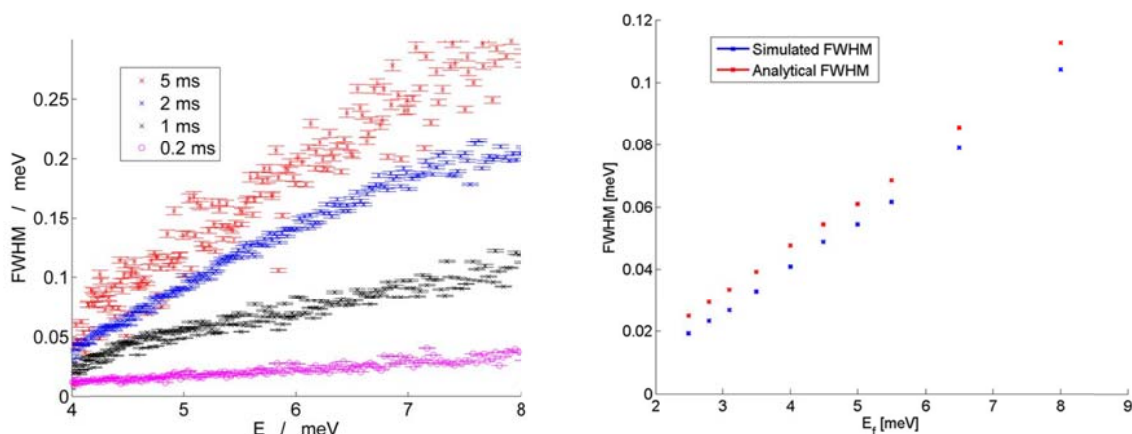 0.25
0.2
0.15
0.1
0.05
0
FWHM / meV
5 ms
2 ms
1 ms
0.2 ms
4 5 6 7 8
E / meV
0.12
0.1
0.08
0.06
0.04
0.02
0
FWHM [meV]
Simulated FWHM
Analytical FWHM
2 3 4 5 6 7 8 9
Ef [meV]